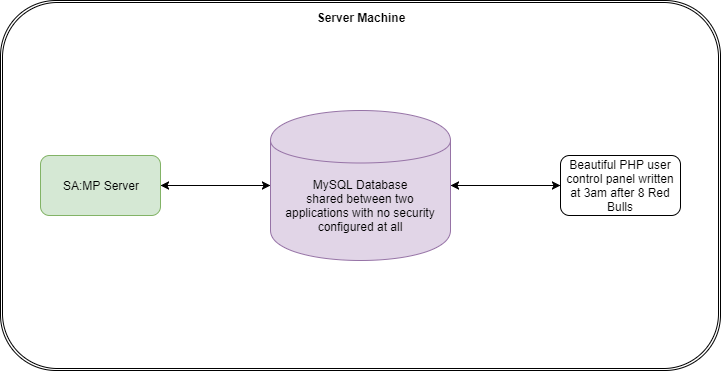 Server Machine
SA:MP Server
MySQL Database
shared between two
applications with no security
configured at all
Beautiful PHP user
control panel written
at 3am after 8 Red
Bulls